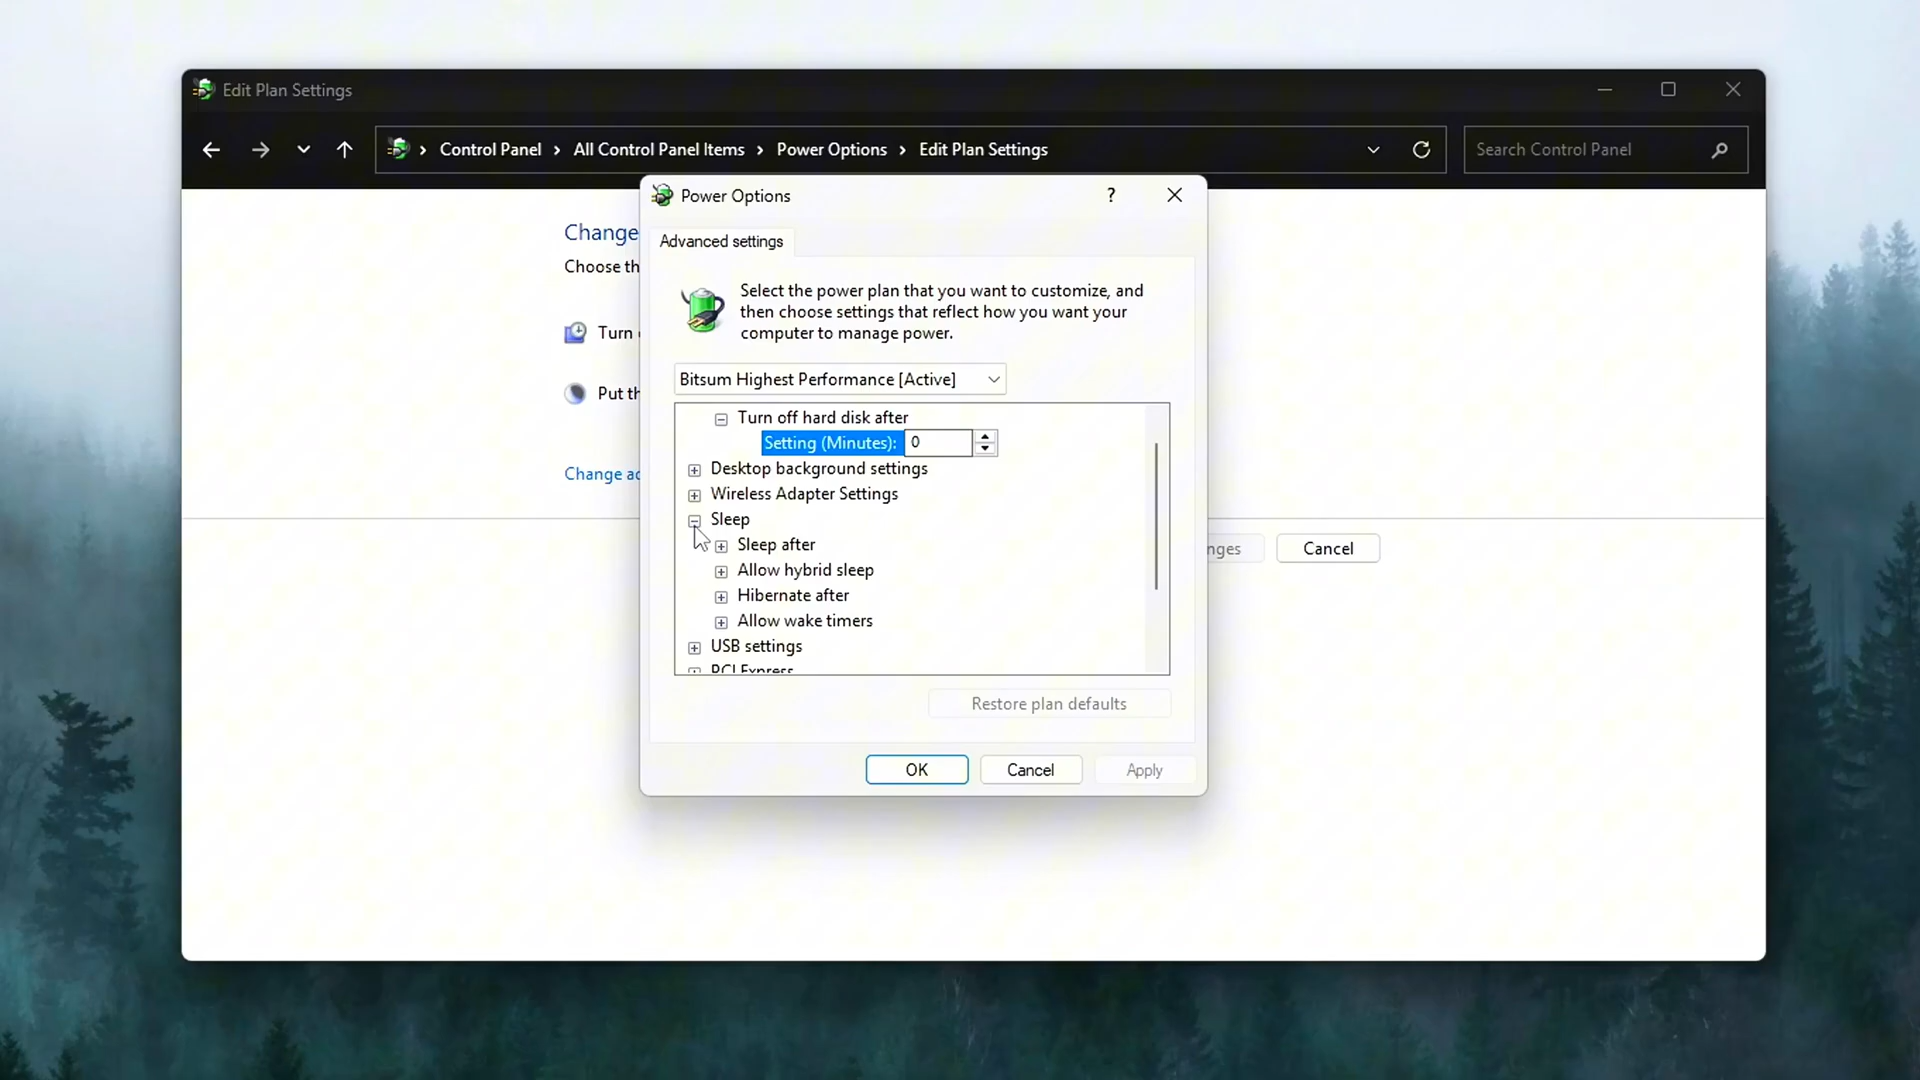 Edit Plan Settings
Control Panel > All Control Panel Items > Power Options > Edit Plan Settings
Search Control Panel
Power Options
?
Change
Advanced settings
Choose th
Select the power plan that you want to customize, and
then choose settings that reflect how you want your
computer to manage power.
Turn
Bitsum Highest Performance [Active]
Put th
Turn off hard disk after
Setting (Minutes): 0
Desktop background settings
Change ad
Wireless Adapter Settings
Sleep
Sleep after
nges
Cancel
Allow hybrid sleep
Hibernate after
Allow wake timers
USB settings
PCI Express
Restore plan defaults
OK
Cancel
Apply